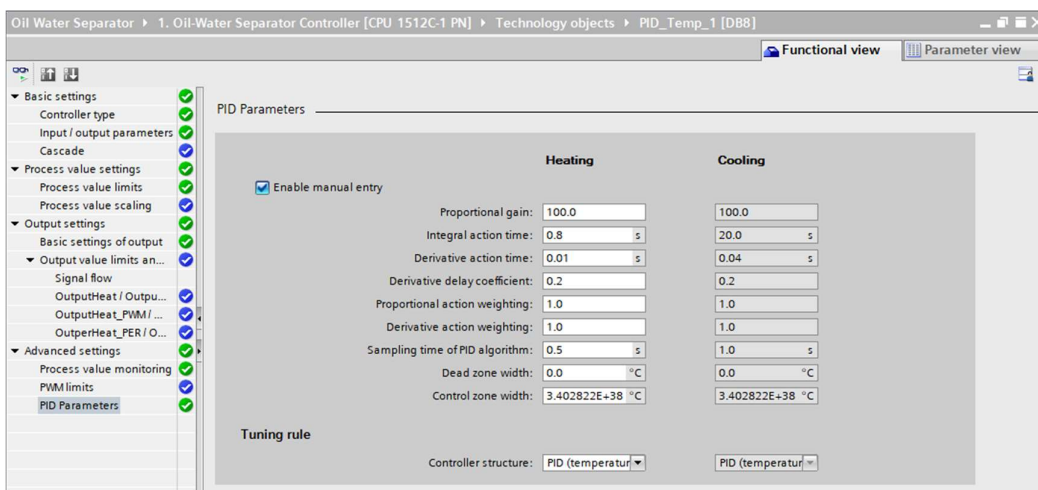 Oil Water Separator ▸ 1. Oil-Water Separator Controller [CPU 1512C-1 PN] ▸ Technology objects ▸ PID_Temp_1 [DB8]
Functional view Parameter view
Basic settings
Controller type
Input / output parameters
Cascade
Process value settings
Process value limits
Process value scaling
Output settings
Basic settings of output
Output value limits an...
Signal flow
OutputHeat / Outpu...
OutputHeat_PWM / ...
OutperHeat_PER / O...
Advanced settings
Process value monitoring
PWM limits
PID Parameters
PID Parameters
Heating Cooling
Enable manual entry
Proportional gain: 100.0 100.0
Integral action time: 0.8 s 20.0 s
Derivative action time: 0.01 s 0.04 s
Derivative delay coefficient: 0.2 0.2
Proportional action weighting: 1.0 1.0
Derivative action weighting: 1.0 1.0
Sampling time of PID algorithm: 0.5 s 1.0 s
Dead zone width: 0.0 °C 0.0 °C
Control zone width: 3.402822E+38 °C 3.402822E+38 °C
Tuning rule
Controller structure: PID (temperatur PID (temperatur